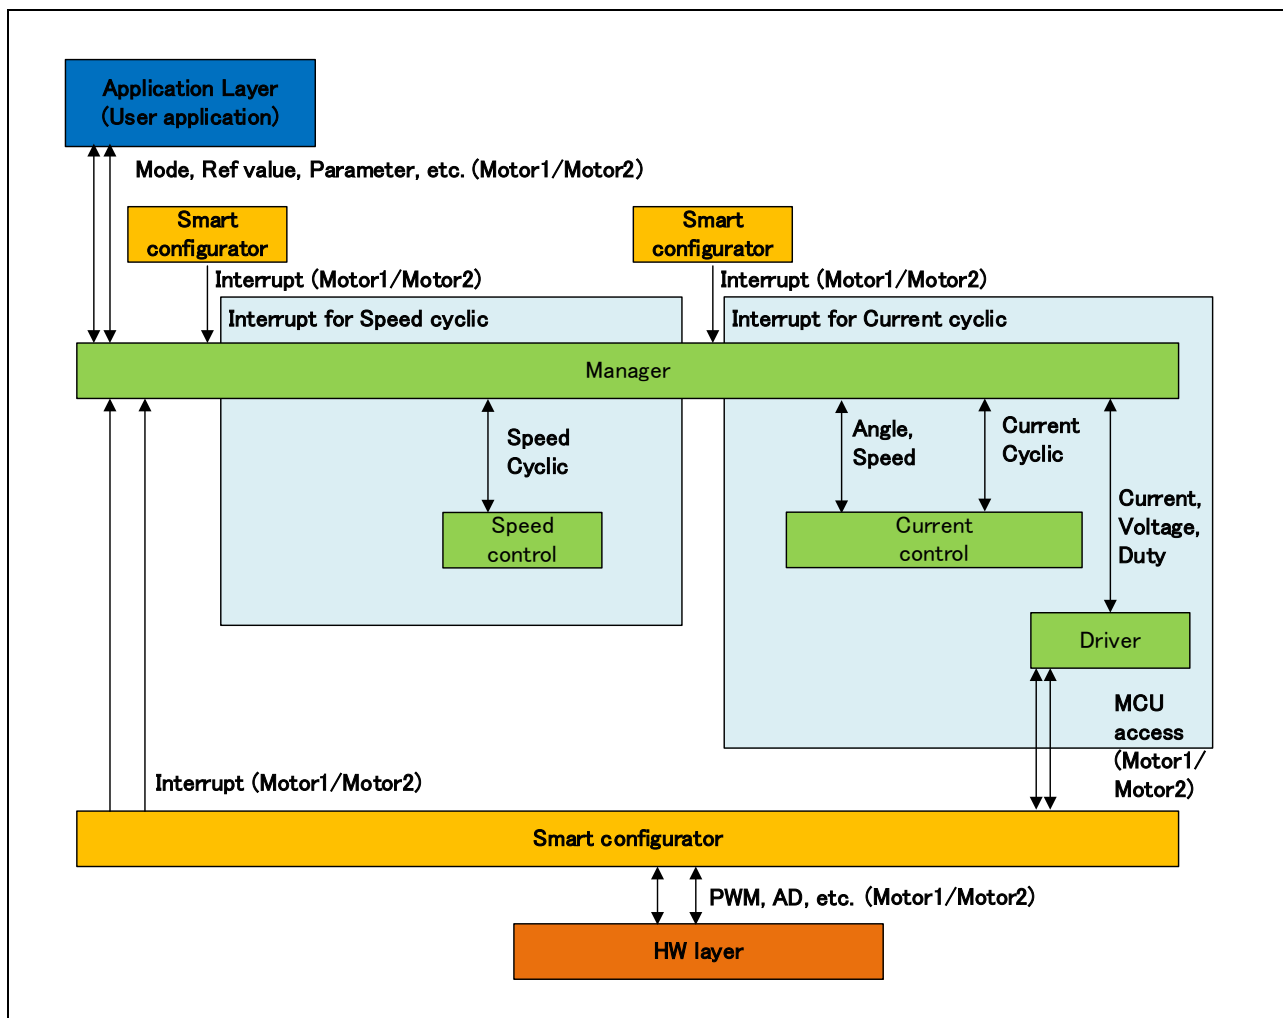 Application Layer
(User application)
Mode, Ref value, Parameter, etc. (Motor1/Motor2)
Smart
configurator
Smart
configurator
Interrupt (Motor1/Motor2)
Interrupt (Motor1/Motor2)
Interrupt for Speed cyclic
Interrupt for Current cyclic
Manager
Speed
Cyclic
Angle,
Speed
Current
Cyclic
Speed
control
Current
control
Current,
Voltage,
Duty
Driver
MCU
access
(Motor1/
Motor2)
Interrupt (Motor1/Motor2)
Smart configurator
PWM, AD, etc. (Motor1/Motor2)
HW layer